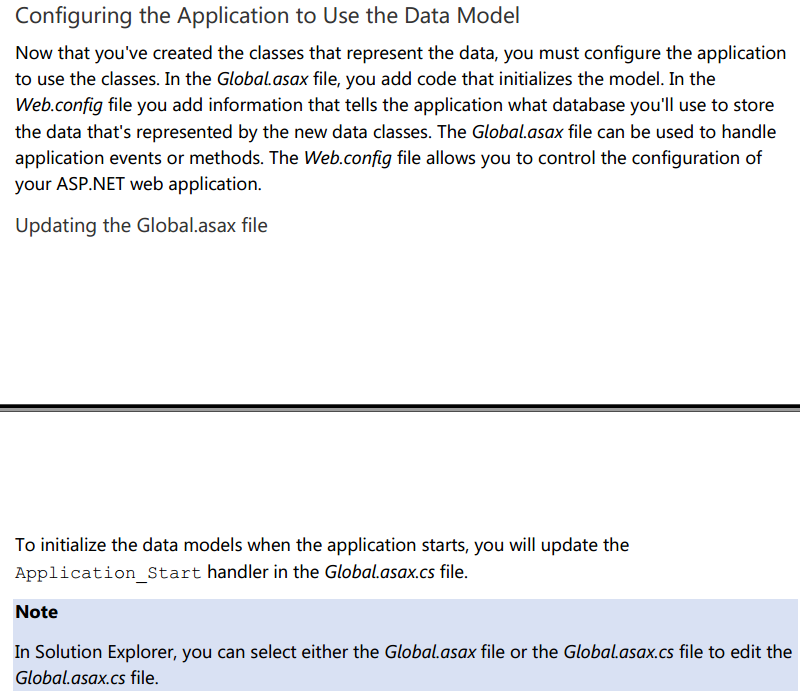 Configuring the Application to Use the Data Model
Now that you've created the classes that represent the data, you must configure the application
to use the classes. In the Global.asax file, you add code that initializes the model. In the
Web.config file you add information that tells the application what database you'll use to store
the data that's represented by the new data classes. The Global.asax file can be used to handle
application events or methods. The Web.config file allows you to control the configuration of
your ASP.NET web application.
Updating the Global.asax file
To initialize the data models when the application starts, you will update the
Application_Start handler in the Global.asax.cs file.
Note
In Solution Explorer, you can select either the Global.asax file or the Global.asax.cs file to edit the
Global.asax.cs file.